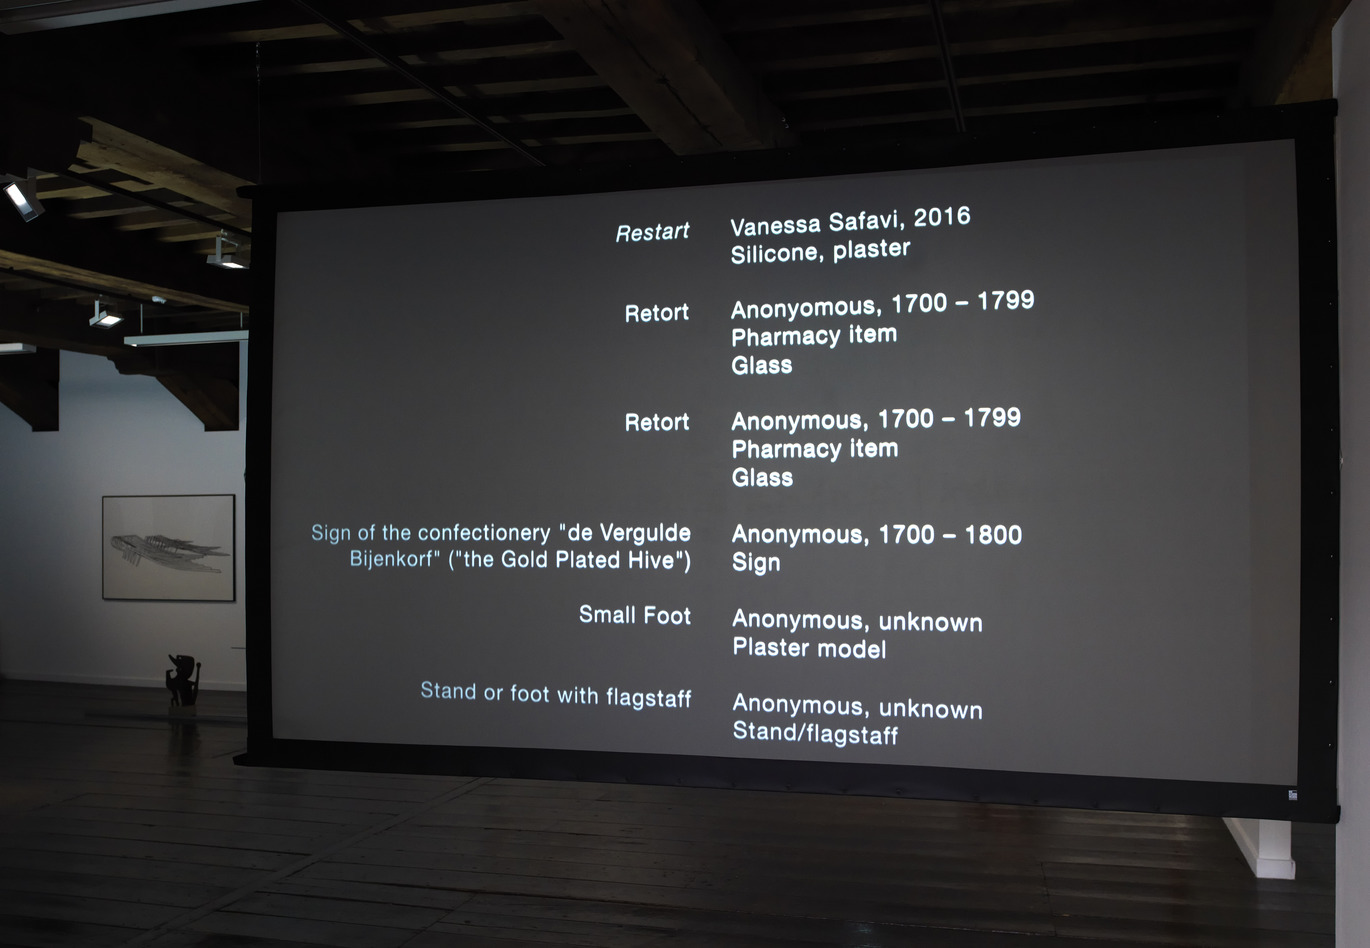 Restart
Vanessa Safavi, 2016
Silicone, plaster
Retort
Anonyomous, 1700 – 1799
Pharmacy item
Glass
Retort
Anonymous, 1700 – 1799
Pharmacy item
Glass
Sign of the confectionery "de Vergulde
Bijenkorf" ("the Gold Plated Hive")
Anonymous, 1700 – 1800
Sign
Small Foot
Anonymous, unknown
Plaster model
Stand or foot with flagstaff
Anonymous, unknown
Stand/flagstaff